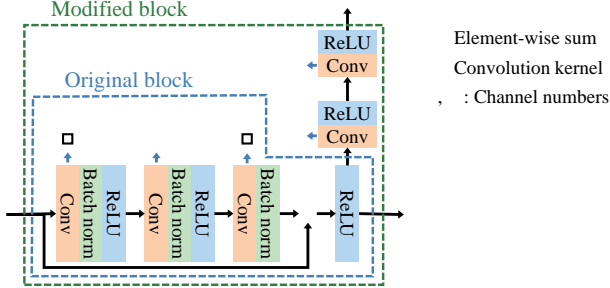 Modified block
Original block
ReLU
Conv
ReLU
Conv
Conv
Batch norm
ReLU
Conv
Batch norm
ReLU
Conv
Batch norm
ReLU
Element-wise sum
Convolution kernel
, : Channel numbers